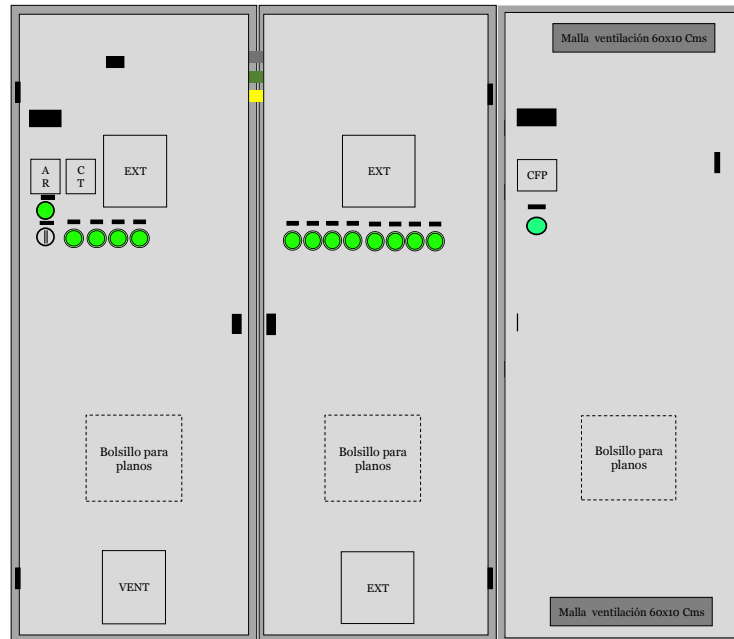 Malla ventilación 60x10 Cms
A
R
C
T
EXT
EXT
CFP
Bolsillo para
planos
Bolsillo para
planos
Bolsillo para
planos
VENT
EXT
Malla ventilación 60x10 Cms